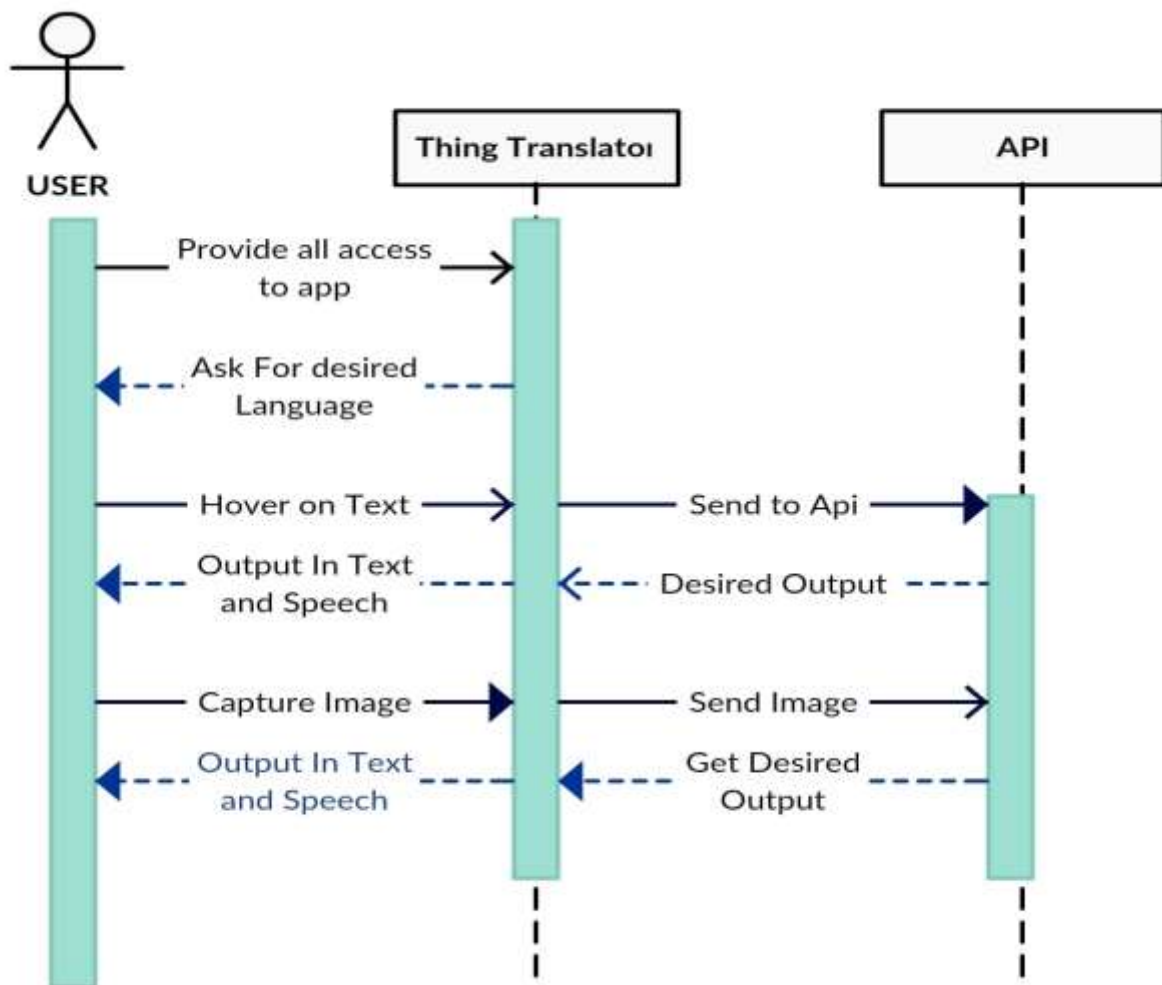 USER
Thing Translator
API
Provide all access
to app
Ask For desired
Language
Hover on Text
Send to Api
Output In Text
and Speech
Desired Output
Capture Image
Send Image
Output In Text
and Speech
Get Desired
Output